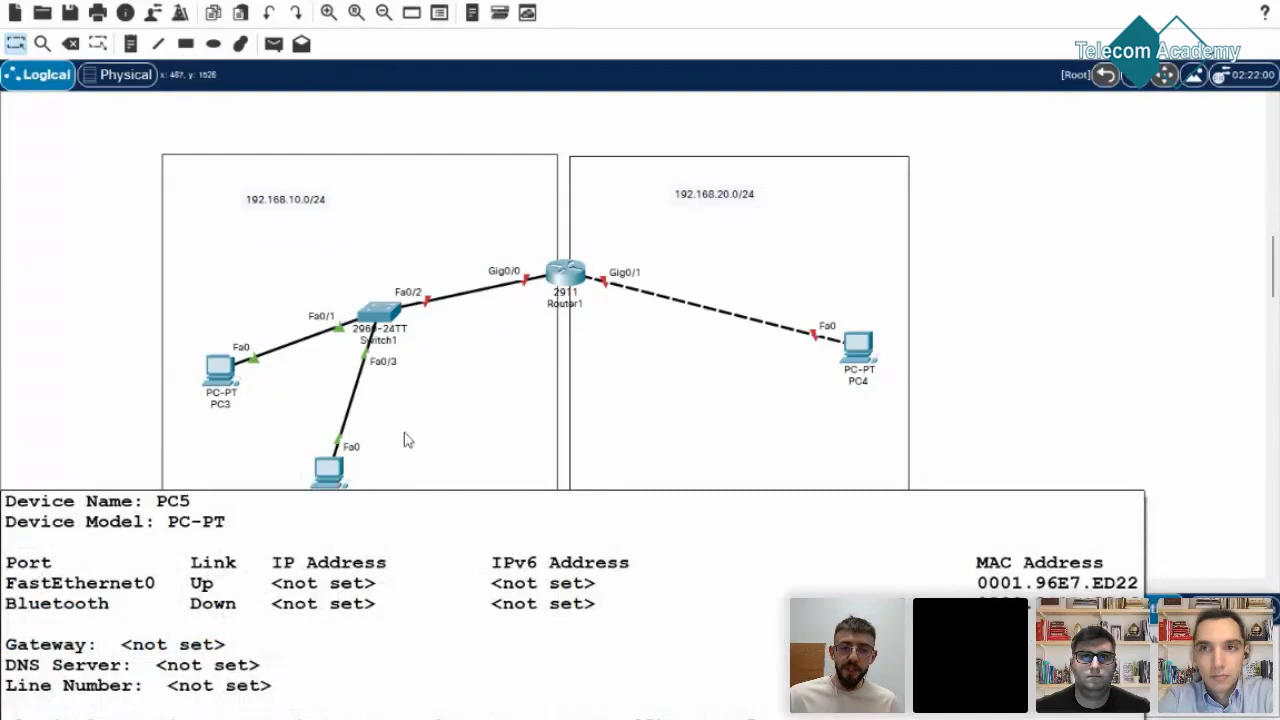 ?
Telecom Academy
Logical
Physical
x: 467, y: 1526
[Root]
02:22:00
192.168.10.0/24
192.168.20.0/24
Gig0/0
Gig0/1
2911
Router1
Fa0/2
Fa0/1
2960-24TT
Switch1
Fa0
PC-PT
PC3
Fa0/3
Fa0
Fa0
PC-PT
PC4
Device Name: PC5
Device Model: PC-PT
Port Link IP Address IPv6 Address MAC Address
FastEthernet0 Up <not set> <not set> 0001.96E7.ED22
Bluetooth Down <not set> <not set>
Gateway: <not set>
DNS Server: <not set>
Line Number: <not set>